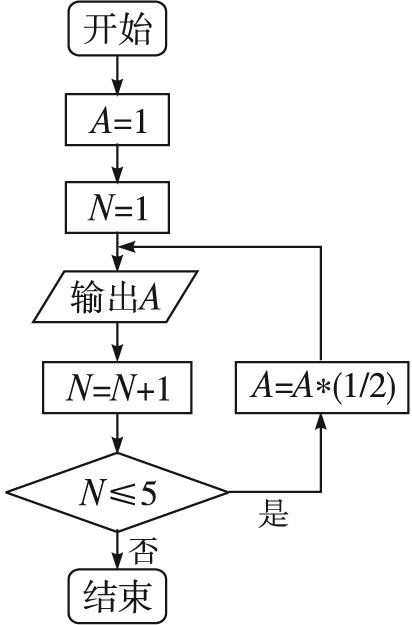 开始
A=1
N=1
输出A
N=N+1
A=A*(1/2)
N≤5
是
否
结束